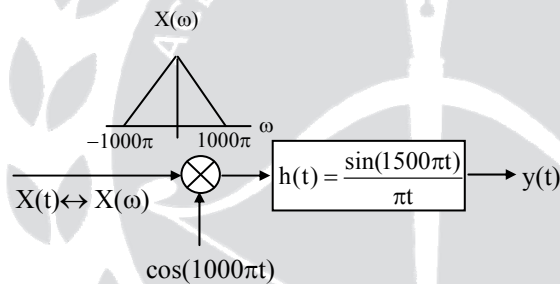 X(ω)
−1000π 1000π ω
X(t)↔X(ω)
h(t) = sin(1500πt)/πt
y(t)
cos(1000πt)